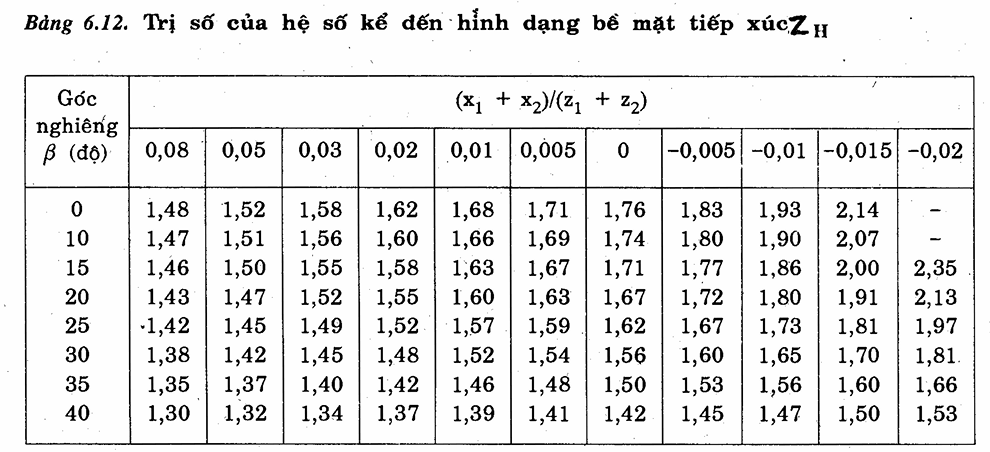 Bảng 6.12. Trị số của hệ số kể đến hình dạng bề mặt tiếp xúc Z_H
Góc nghiêng β (độ) (x₁ + x₂)/(z₁ + z₂)
0,08 0,05 0,03 0,02 0,01 0,005 0 −0,005 −0,01 −0,015 −0,02
0 1,48 1,52 1,58 1,62 1,68 1,71 1,76 1,83 1,93 2,14 –
10 1,47 1,51 1,56 1,60 1,66 1,69 1,74 1,80 1,90 2,07 –
15 1,46 1,50 1,55 1,58 1,63 1,67 1,71 1,77 1,86 2,00 2,35
20 1,43 1,47 1,52 1,55 1,60 1,63 1,67 1,72 1,80 1,91 2,13
25 1,42 1,45 1,49 1,52 1,57 1,59 1,62 1,67 1,73 1,81 1,97
30 1,38 1,42 1,45 1,48 1,52 1,54 1,56 1,60 1,65 1,70 1,81
35 1,35 1,37 1,40 1,42 1,46 1,48 1,50 1,53 1,56 1,60 1,66
40 1,30 1,32 1,34 1,37 1,39 1,41 1,42 1,45 1,47 1,50 1,53